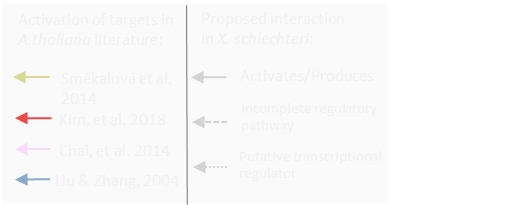 Activation of targets in
A.thaliana literature:
Smékalová et al,
2014
Kim, et al. 2018
Chai, et al. 2014
Liu & Zhang, 2004
Proposed interaction
in X. schlechteri:
Activates/Produces
Incomplete regulatory
pathway
Putative transcriptional
regulator